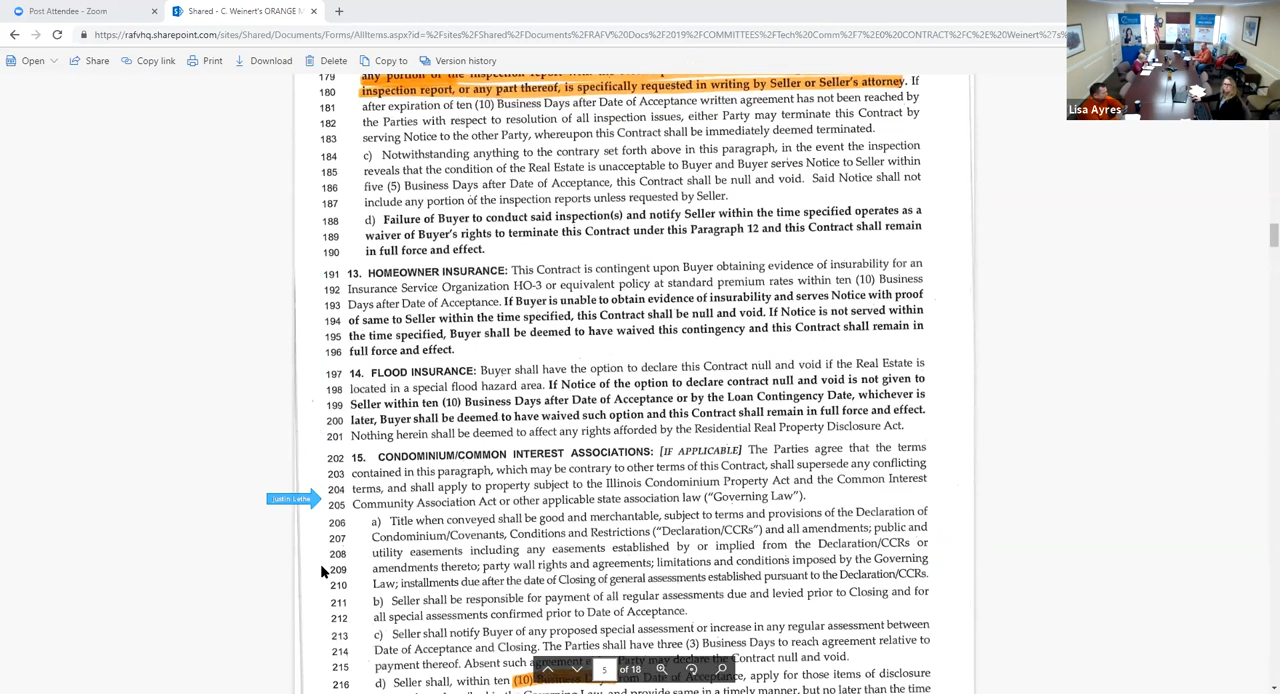 Post Attendee - Zoom
Shared - C. Weinert's ORANGE M
https://rafvhq.sharepoint.com/sites/Shared/Documents/Forms/AllItems.aspx?id=%2Fsites%2FShared%2FDocuments%2FRAFV%20Docs%2F2019%2FCOMMITTEES%2FTech%20Comm%2F7%2E0%20CONTRACT%2FC%2E%20Weinert%27s%
Open Share Copy link Print Download Delete Copy to Version history
Lisa Ayres
179 any portion of the inspection report
180 inspection report, or any part thereof, is specifically requested in writing by Seller or Seller's attorney. If
181 after expiration of ten (10) Business Days after Date of Acceptance written agreement has not been reached by
182 the Parties with respect to resolution of all inspection issues, either Party may terminate this Contract by
183 serving Notice to the other Party, whereupon this Contract shall be immediately deemed terminated.
184 c) Notwithstanding anything to the contrary set forth above in this paragraph, in the event the inspection
185 reveals that the condition of the Real Estate is unacceptable to Buyer and Buyer serves Notice to Seller within
186 five (5) Business Days after Date of Acceptance, this Contract shall be null and void. Said Notice shall not
187 include any portion of the inspection reports unless requested by Seller.
188 d) Failure of Buyer to conduct said inspection(s) and notify Seller within the time specified operates as a
189 waiver of Buyer's rights to terminate this Contract under this Paragraph 12 and this Contract shall remain
190 in full force and effect.
191 13. HOMEOWNER INSURANCE: This Contract is contingent upon Buyer obtaining evidence of insurability for an
192 Insurance Service Organization HO-3 or equivalent policy at standard premium rates within ten (10) Business
193 Days after Date of Acceptance. If Buyer is unable to obtain evidence of insurability and serves Notice with proof
194 of same to Seller within the time specified, this Contract shall be null and void. If Notice is not served within
195 the time specified, Buyer shall be deemed to have waived this contingency and this Contract shall remain in
196 full force and effect.
197 14. FLOOD INSURANCE: Buyer shall have the option to declare this Contract null and void if the Real Estate is
198 located in a special flood hazard area. If Notice of the option to declare contract null and void is not given to
199 Seller within ten (10) Business Days after Date of Acceptance or by the Loan Contingency Date, whichever is
200 later, Buyer shall be deemed to have waived such option and this Contract shall remain in full force and effect.
201 Nothing herein shall be deemed to affect any rights afforded by the Residential Real Property Disclosure Act.
202 15. CONDOMINIUM/COMMON INTEREST ASSOCIATIONS: [IF APPLICABLE] The Parties agree that the terms
203 contained in this paragraph, which may be contrary to other terms of this Contract, shall supersede any conflicting
204 terms, and shall apply to property subject to the Illinois Condominium Property Act and the Common Interest
Justin Lethe
205 Community Association Act or other applicable state association law ("Governing Law").
206 a) Title when conveyed shall be good and merchantable, subject to terms and provisions of the Declaration of
207 Condominium/Covenants, Conditions and Restrictions ("Declaration/CCRs") and all amendments; public and
208 utility easements including any easements established by or implied from the Declaration/CCRs or
209 amendments thereto; party wall rights and agreements; limitations and conditions imposed by the Governing
210 Law; installments due after the date of Closing of general assessments established pursuant to the Declaration/CCRs.
211 b) Seller shall be responsible for payment of all regular assessments due and levied prior to Closing and for
212 all special assessments confirmed prior to Date of Acceptance.
213 c) Seller shall notify Buyer of any proposed special assessment or increase in any regular assessment between
214 Date of Acceptance and Closing. The Parties shall have three (3) Business Days to reach agreement relative to
215 payment thereof. Absent such agreement e Party may declare the Contract null and void.
5 of 18
216 d) Seller shall, within ten (10) Business Days from Date of Acceptance, apply for those items of disclosure
and provide same in a timely manner, but no later than the time